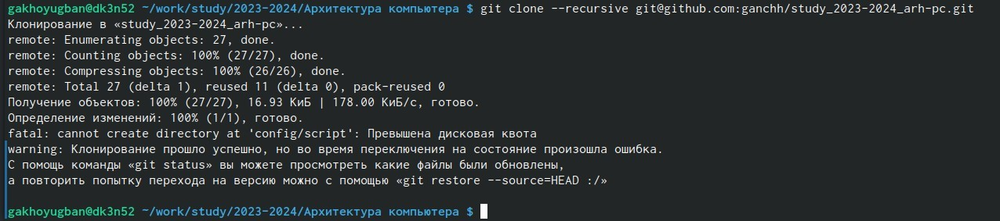 gakhoyugban@dk3n52 ~/work/study/2023-2024/Архитектура компьютера $ git clone --recursive git@github.com:ganchh/study_2023-2024_arh-pc.git
Клонирование в «study_2023-2024_arh-pc»...
remote: Enumerating objects: 27, done.
remote: Counting objects: 100% (27/27), done.
remote: Compressing objects: 100% (26/26), done.
remote: Total 27 (delta 1), reused 11 (delta 0), pack-reused 0
Получение объектов: 100% (27/27), 16.93 КиБ | 178.00 КиБ/с, готово.
Определение изменений: 100% (1/1), готово.
fatal: cannot create directory at 'config/script': Превышена дисковая квота
warning: Клонирование прошло успешно, но во время переключения на состояние произошла ошибка.
С помощь команды «git status» вы можете просмотреть какие файлы были обновлены,
а повторить попытку перехода на версию можно с помощью «git restore --source=HEAD :/»
gakhoyugban@dk3n52 ~/work/study/2023-2024/Архитектура компьютера $